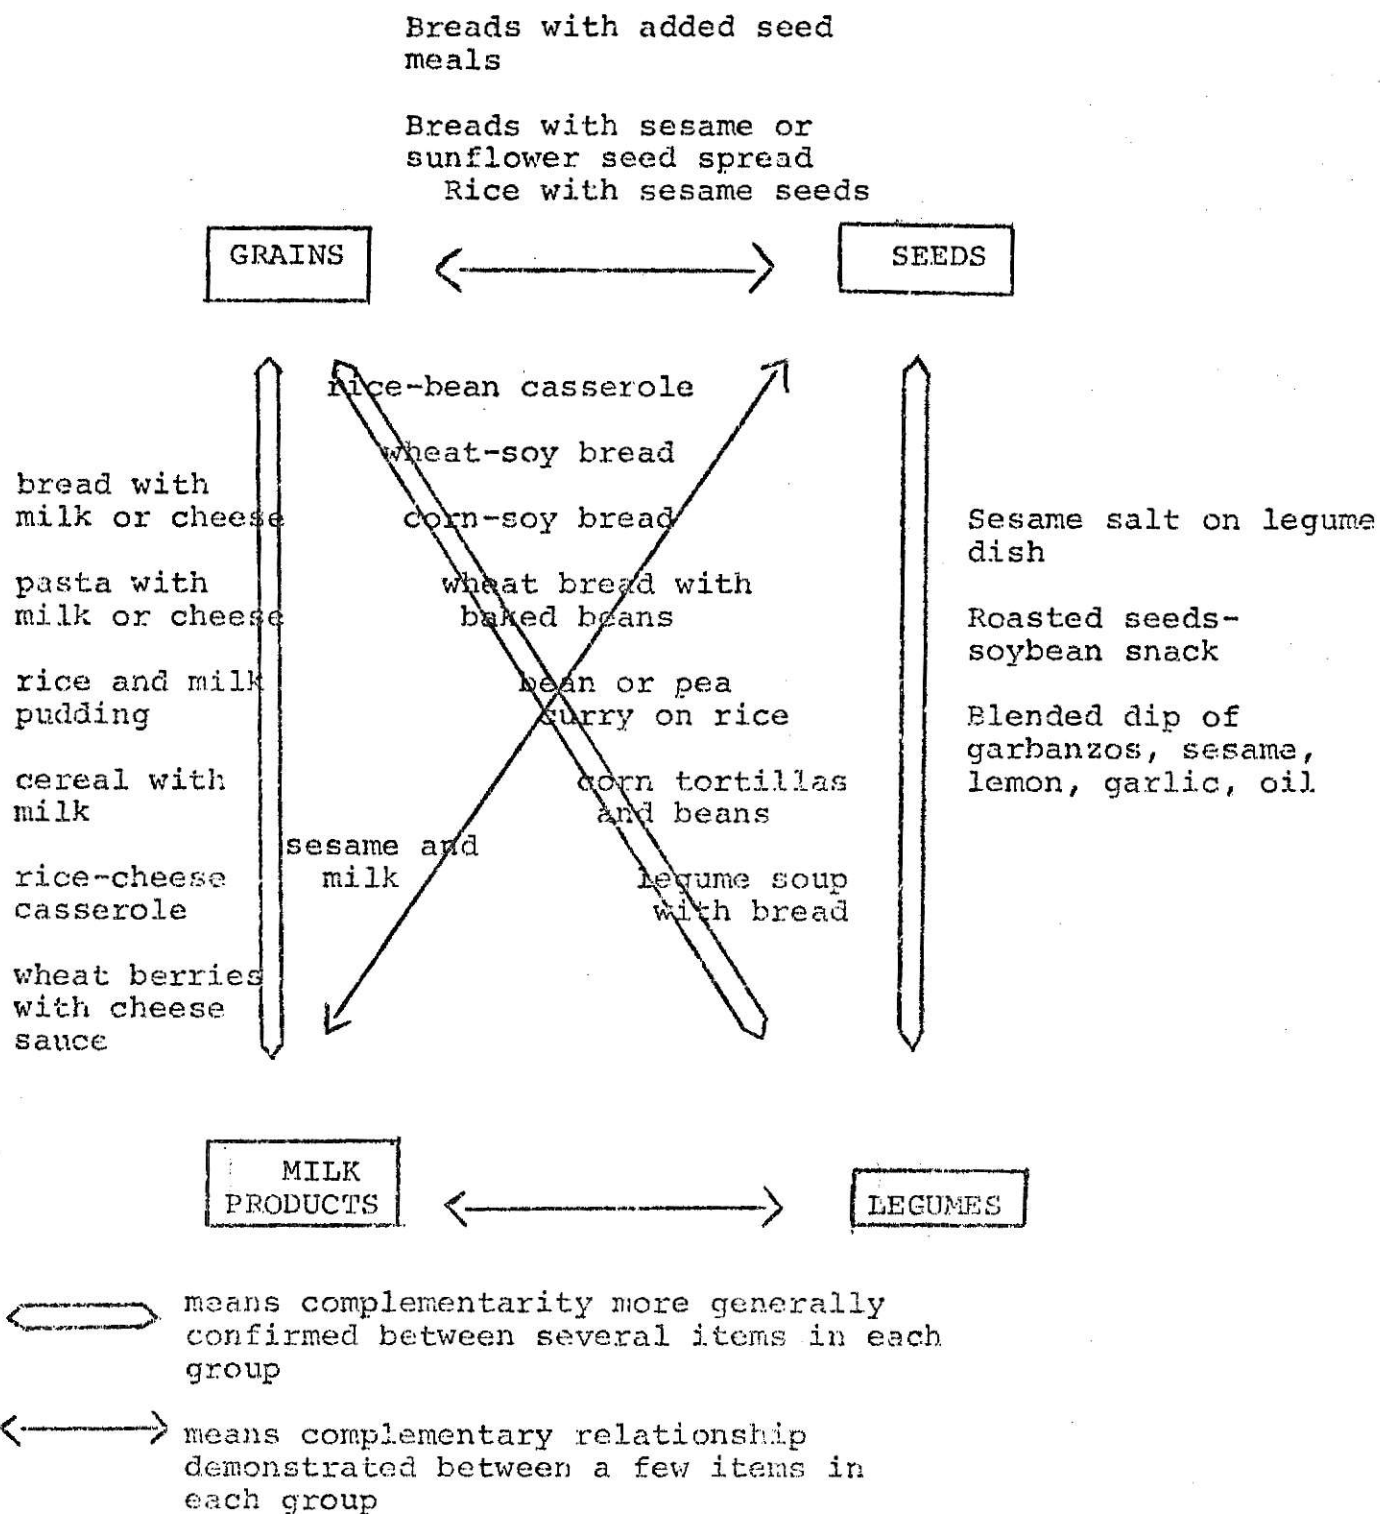 Breads with added seed
meals
Breads with sesame or
sunflower seed spread
Rice with sesame seeds
GRAINS
SEEDS
rice-bean casserole
wheat-soy bread
corn-soy bread
wheat bread with
baked beans
bean or pea
curry on rice
corn tortillas
and beans
legume soup
with bread
bread with
milk or cheese
pasta with
milk or cheese
rice and milk
pudding
cereal with
milk
rice-cheese
casserole
wheat berries
with cheese
sauce
sesame and
milk
Sesame salt on legume
dish
Roasted seeds-
soybean snack
Blended dip of
garbanzos, sesame,
lemon, garlic, oil
MILK
PRODUCTS
LEGUMES
means complementarity more generally
confirmed between several items in each
group
means complementary relationship
demonstrated between a few items in
each group